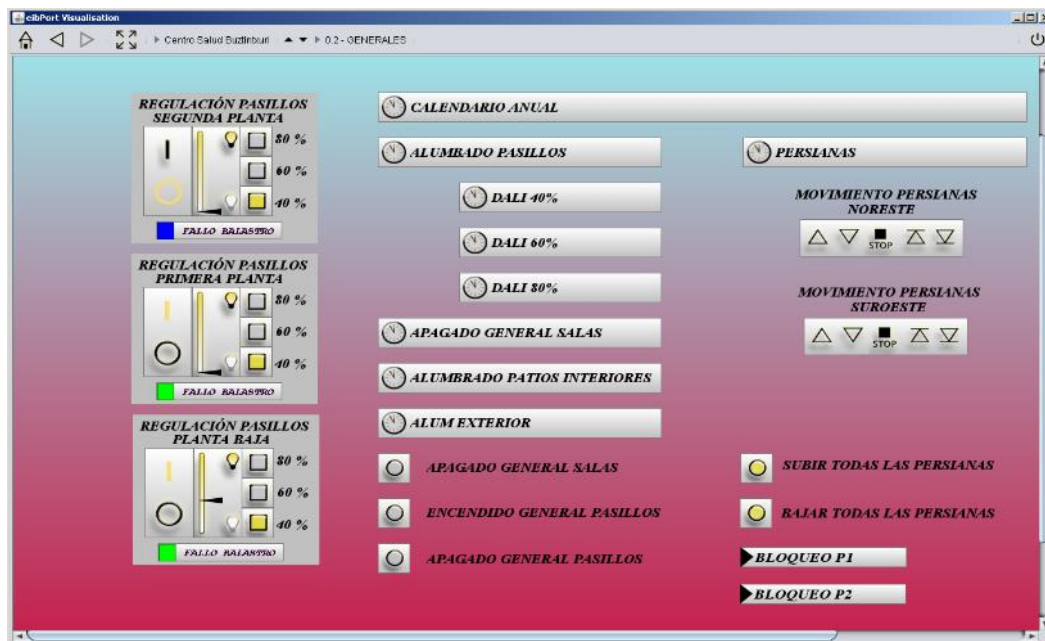 eibPort Visualisation
Centro Salud Buztinturi 0.2 - GENERALES
REGULACIÓN PASILLOS
SEGUNDA PLANTA
80 %
60 %
40 %
FALLO BALASTRO
REGULACIÓN PASILLOS
PRIMERA PLANTA
80 %
60 %
40 %
FALLO BALASTRO
REGULACIÓN PASILLOS
PLANTA BAJA
80 %
60 %
40 %
FALLO BALASTRO
CALENDARIO ANUAL
ALUMBADO PASILLOS
DALI 40%
DALI 60%
DALI 80%
APAGADO GENERAL SALAS
ALUMBRADO PATIOS INTERIORES
ALUM EXTERIOR
APAGADO GENERAL SALAS
ENCENDIDO GENERAL PASILLOS
APAGADO GENERAL PASILLOS
PERSIANAS
MOVIMIENTO PERSIANAS
NORESTE
STOP
MOVIMIENTO PERSIANAS
SUROESTE
STOP
SUBIR TODAS LAS PERSIANAS
BAJAR TODAS LAS PERSIANAS
BLOQUEO P1
BLOQUEO P2